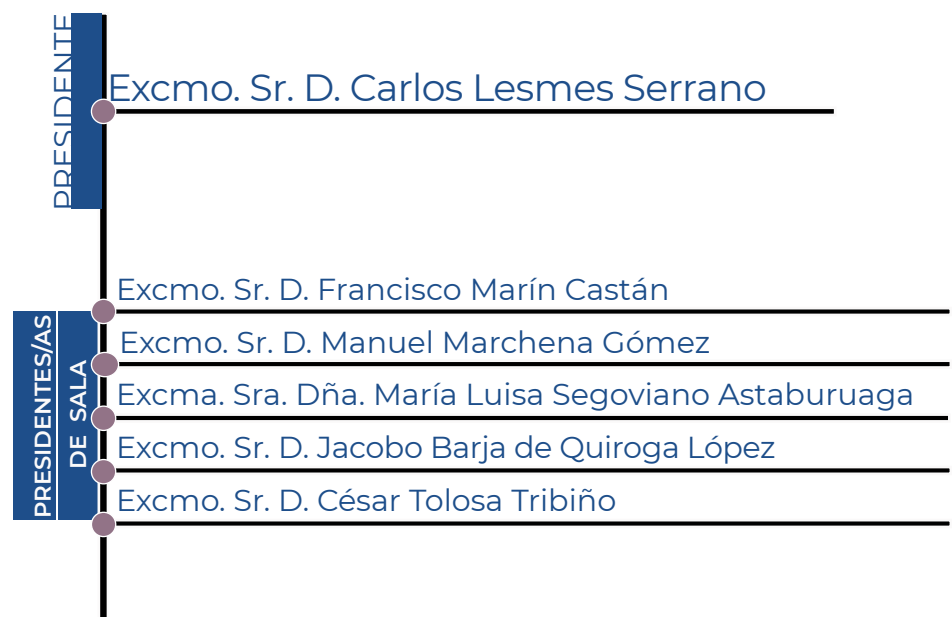 PRESIDENTE
Excmo. Sr. D. Carlos Lesmes Serrano
PRESIDENTES/AS
DE SALA
Excmo. Sr. D. Francisco Marín Castán
Excmo. Sr. D. Manuel Marchena Gómez
Excma. Sra. Dña. María Luisa Segoviano Astaburuaga
Excmo. Sr. D. Jacobo Barja de Quiroga López
Excmo. Sr. D. César Tolosa Tribiño